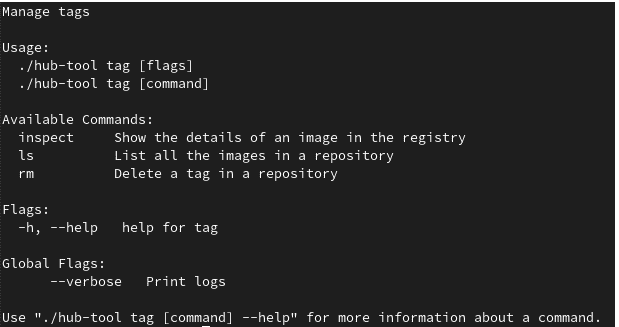 Manage tags
Usage:
./hub-tool tag [flags]
./hub-tool tag [command]
Available Commands:
inspect     Show the details of an image in the registry
ls          List all the images in a repository
rm          Delete a tag in a repository
Flags:
-h, --help   help for tag
Global Flags:
--verbose   Print logs
Use "./hub-tool tag [command] --help" for more information about a command.